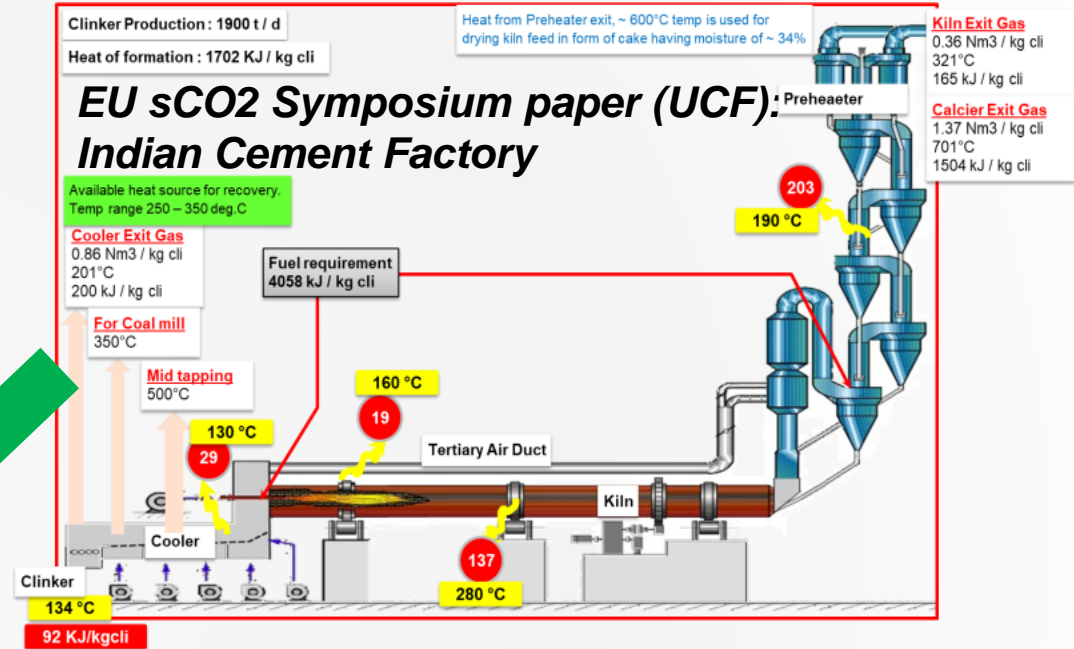 Clinker Production : 1900 t / d
Heat of formation : 1702 KJ / kg cli
Heat from Preheater exit, ~ 600°C temp is used for
drying kiln feed in form of cake having moisture of ~ 34%
Kiln Exit Gas
0.36 Nm3 / kg cli
321°C
165 kJ / kg cli
EU sCO2 Symposium paper (UCF):
Indian Cement Factory
Preheaeter
Calcier Exit Gas
1.37 Nm3 / kg cli
701°C
1504 kJ / kg cli
Available heat source for recovery.
Temp range 250 – 350 deg.C
203
190 °C
Cooler Exit Gas
0.86 Nm3 / kg cli
201°C
200 kJ / kg cli
Fuel requirement
4058 kJ / kg cli
For Coal mill
350°C
Mid tapping
500°C
160 °C
19
130 °C
29
Tertiary Air Duct
Kiln
Cooler
137
280 °C
Clinker
134 °C
92 KJ/kgcli